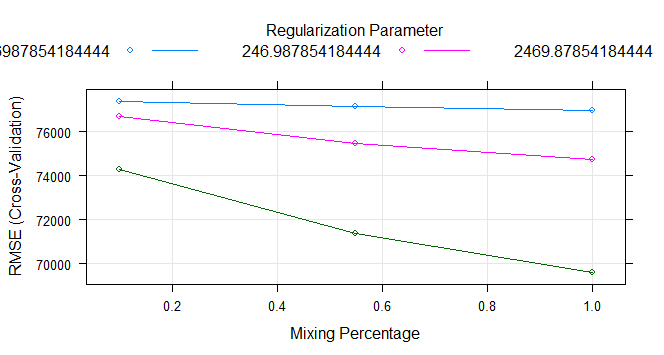 Regularization Parameter
6987854184444 246.987854184444 2469.87854184444
RMSE (Cross-Validation)
76000
74000
72000
70000
0.2 0.4 0.6 0.8 1.0
Mixing Percentage